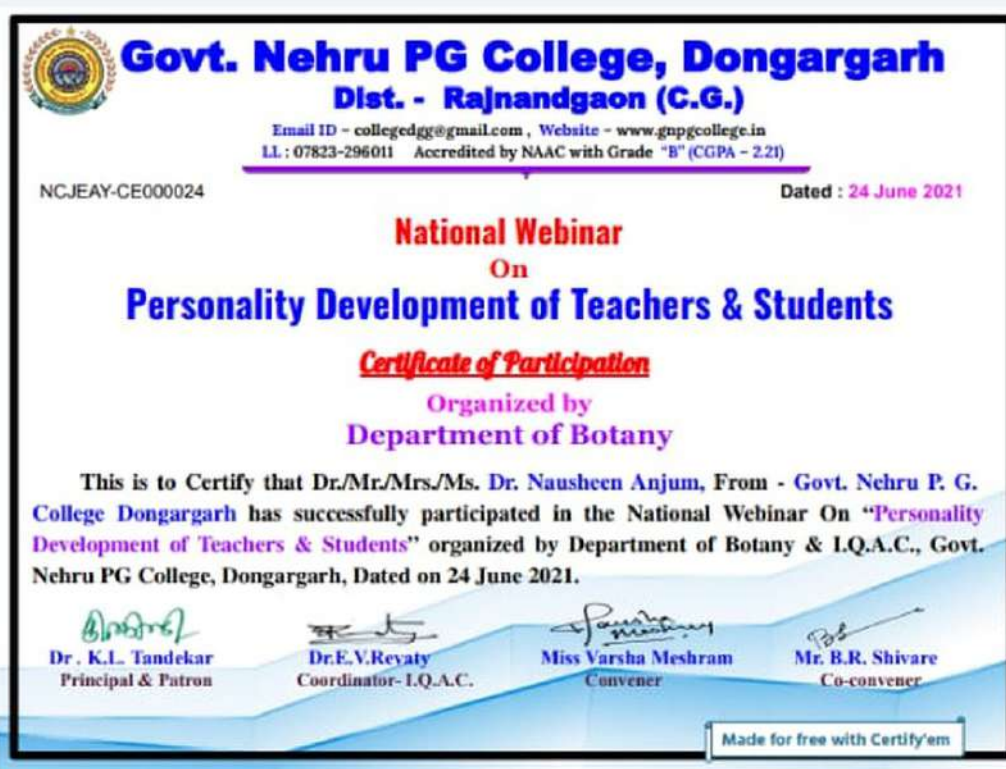 Govt. Nehru PG College, Dongargarh
Dist. - Rajnandgaon (C.G.)
Email ID - collegedgg@gmail.com , Website - www.gnpgcollege.in
LL : 07823-296011 Accredited by NAAC with Grade "B" (CGPA - 2.21)
NCJEAY-CE000024
Dated : 24 June 2021
National Webinar
On
Personality Development of Teachers & Students
Certificate of Participation
Organized by
Department of Botany
This is to Certify that Dr./Mr./Mrs./Ms. Dr. Nausheen Anjum, From - Govt. Nehru P. G.
College Dongargarh has successfully participated in the National Webinar On “Personality
Development of Teachers & Students” organized by Department of Botany & I.Q.A.C., Govt.
Nehru PG College, Dongargarh, Dated on 24 June 2021.
Varsha
Meshram
Dr . K.L. Tandekar
Dr.E.V.Revaty
Miss Varsha Meshram
Mr. B.R. Shivare
Principal & Patron
Coordinator- I.Q.A.C.
Convener
Co-convener
Made for free with Certify'em